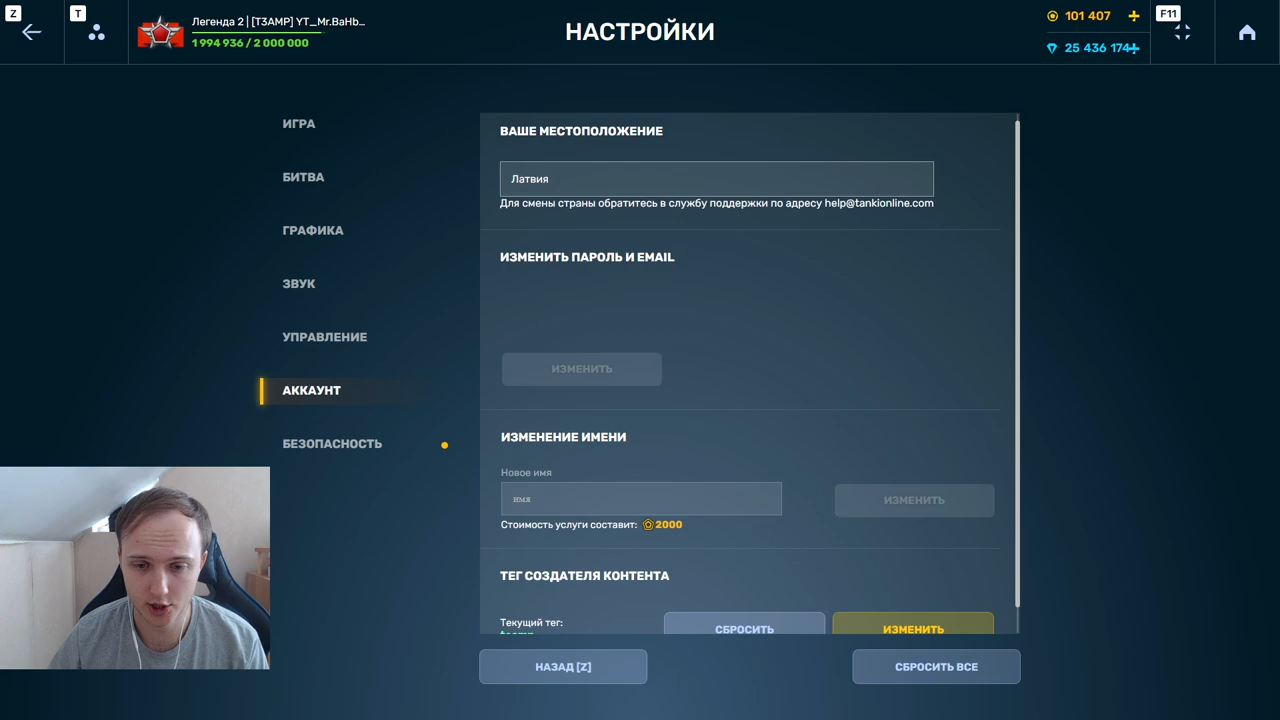 Z
T
Легенда 2 | [T3AMP] YT_Mr.BaHb...
1 994 936 / 2 000 000
НАСТРОЙКИ
101 407
25 436 174
F11
ИГРА
БИТВА
ГРАФИКА
ЗВУК
УПРАВЛЕНИЕ
АККАУНТ
БЕЗОПАСНОСТЬ
ВАШЕ МЕСТОПОЛОЖЕНИЕ
Латвия
Для смены страны обратитесь в службу поддержки по адресу help@tankionline.com
ИЗМЕНИТЬ ПАРОЛЬ И EMAIL
ИЗМЕНИТЬ
ИЗМЕНЕНИЕ ИМЕНИ
Новое имя
имя
ИЗМЕНИТЬ
Стоимость услуги составит: 2000
ТЕГ СОЗДАТЕЛЯ КОНТЕНТА
Текущий тег:
СБРОСИТЬ
ИЗМЕНИТЬ
НАЗАД [Z]
СБРОСИТЬ ВСЕ